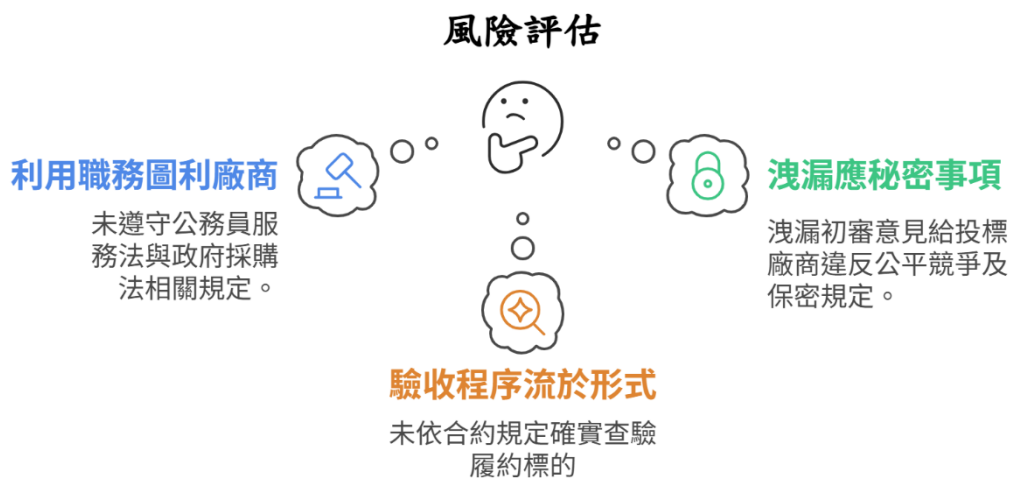 風險評估
利用職務圖利廠商
未遵守公務員服
務法與政府採購
法相關規定。
洩漏應秘密事項
洩漏初審意見給投標
廠商違反公平競爭及
保密規定。
驗收程序流於形式
未依合約規定確實查驗
履約標的